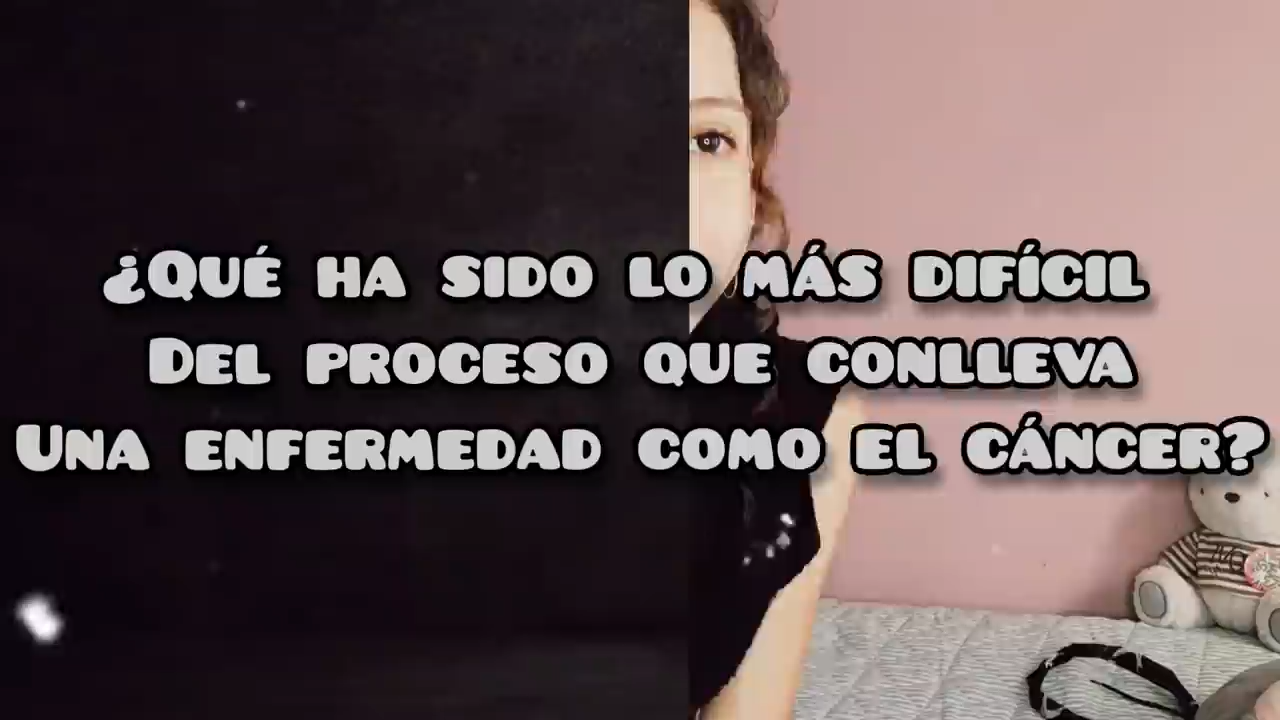 ¿Qué ha sido lo más difícil
Del proceso que conlleva
Una enfermedad como el cáncer?